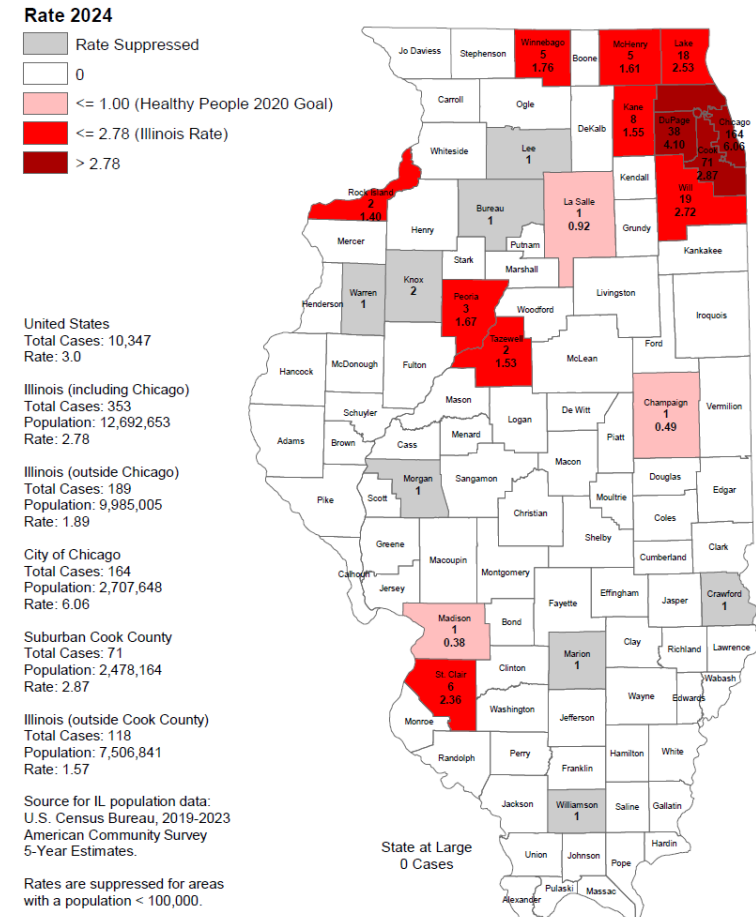 Rate 2024
Rate Suppressed
0
<= 1.00 (Healthy People 2020 Goal)
<= 2.78 (Illinois Rate)
> 2.78
United States
Total Cases: 10,347
Rate: 3.0
Illinois (including Chicago)
Total Cases: 353
Population: 12,692,653
Rate: 2.78
Illinois (outside Chicago)
Total Cases: 189
Population: 9,985,005
Rate: 1.89
City of Chicago
Total Cases: 164
Population: 2,707,648
Rate: 6.06
Suburban Cook County
Total Cases: 71
Population: 2,478,164
Rate: 2.87
Illinois (outside Cook County)
Total Cases: 118
Population: 7,506,841
Rate: 1.57
Source for IL population data:
U.S. Census Bureau, 2019-2023
American Community Survey
5-Year Estimates.
Rates are suppressed for areas
with a population < 100,000.
Jo Daviess
Stephenson
Winnebago
5
1.76
Boone
McHenry
5
1.61
Lake
18
2.53
Carroll
Ogle
DeKalb
Kane
8
1.55
DuPage
38
4.10
Chicago
164
6.06
Cook
71
2.87
Whiteside
Lee
1
Kendall
Will
19
2.72
Rock Island
2
1.40
Henry
Bureau
1
La Salle
1
0.92
Grundy
Kankakee
Mercer
Putnam
Stark
Marshall
Henderson
Warren
1
Knox
2
Peoria
3
1.67
Woodford
Livingston
Iroquois
Tazewell
2
1.53
McLean
Ford
Hancock
McDonough
Fulton
Mason
Logan
De Witt
Champaign
1
0.49
Vermilion
Schuyler
Adams
Brown
Cass
Menard
Piatt
Macon
Morgan
1
Sangamon
Douglas
Edgar
Pike
Scott
Christian
Moultrie
Coles
Shelby
Greene
Macoupin
Montgomery
Cumberland
Clark
Calhoun
Jersey
Fayette
Effingham
Jasper
Crawford
1
Madison
1
0.38
Bond
Marion
1
Clay
Richland
Lawrence
St. Clair
6
2.36
Clinton
Wabash
Wayne
Edwards
Monroe
Washington
Jefferson
Randolph
Perry
Hamilton
White
Franklin
Jackson
Williamson
1
Saline
Gallatin
State at Large
0 Cases
Union
Johnson
Pope
Hardin
Alexander
Pulaski
Massac